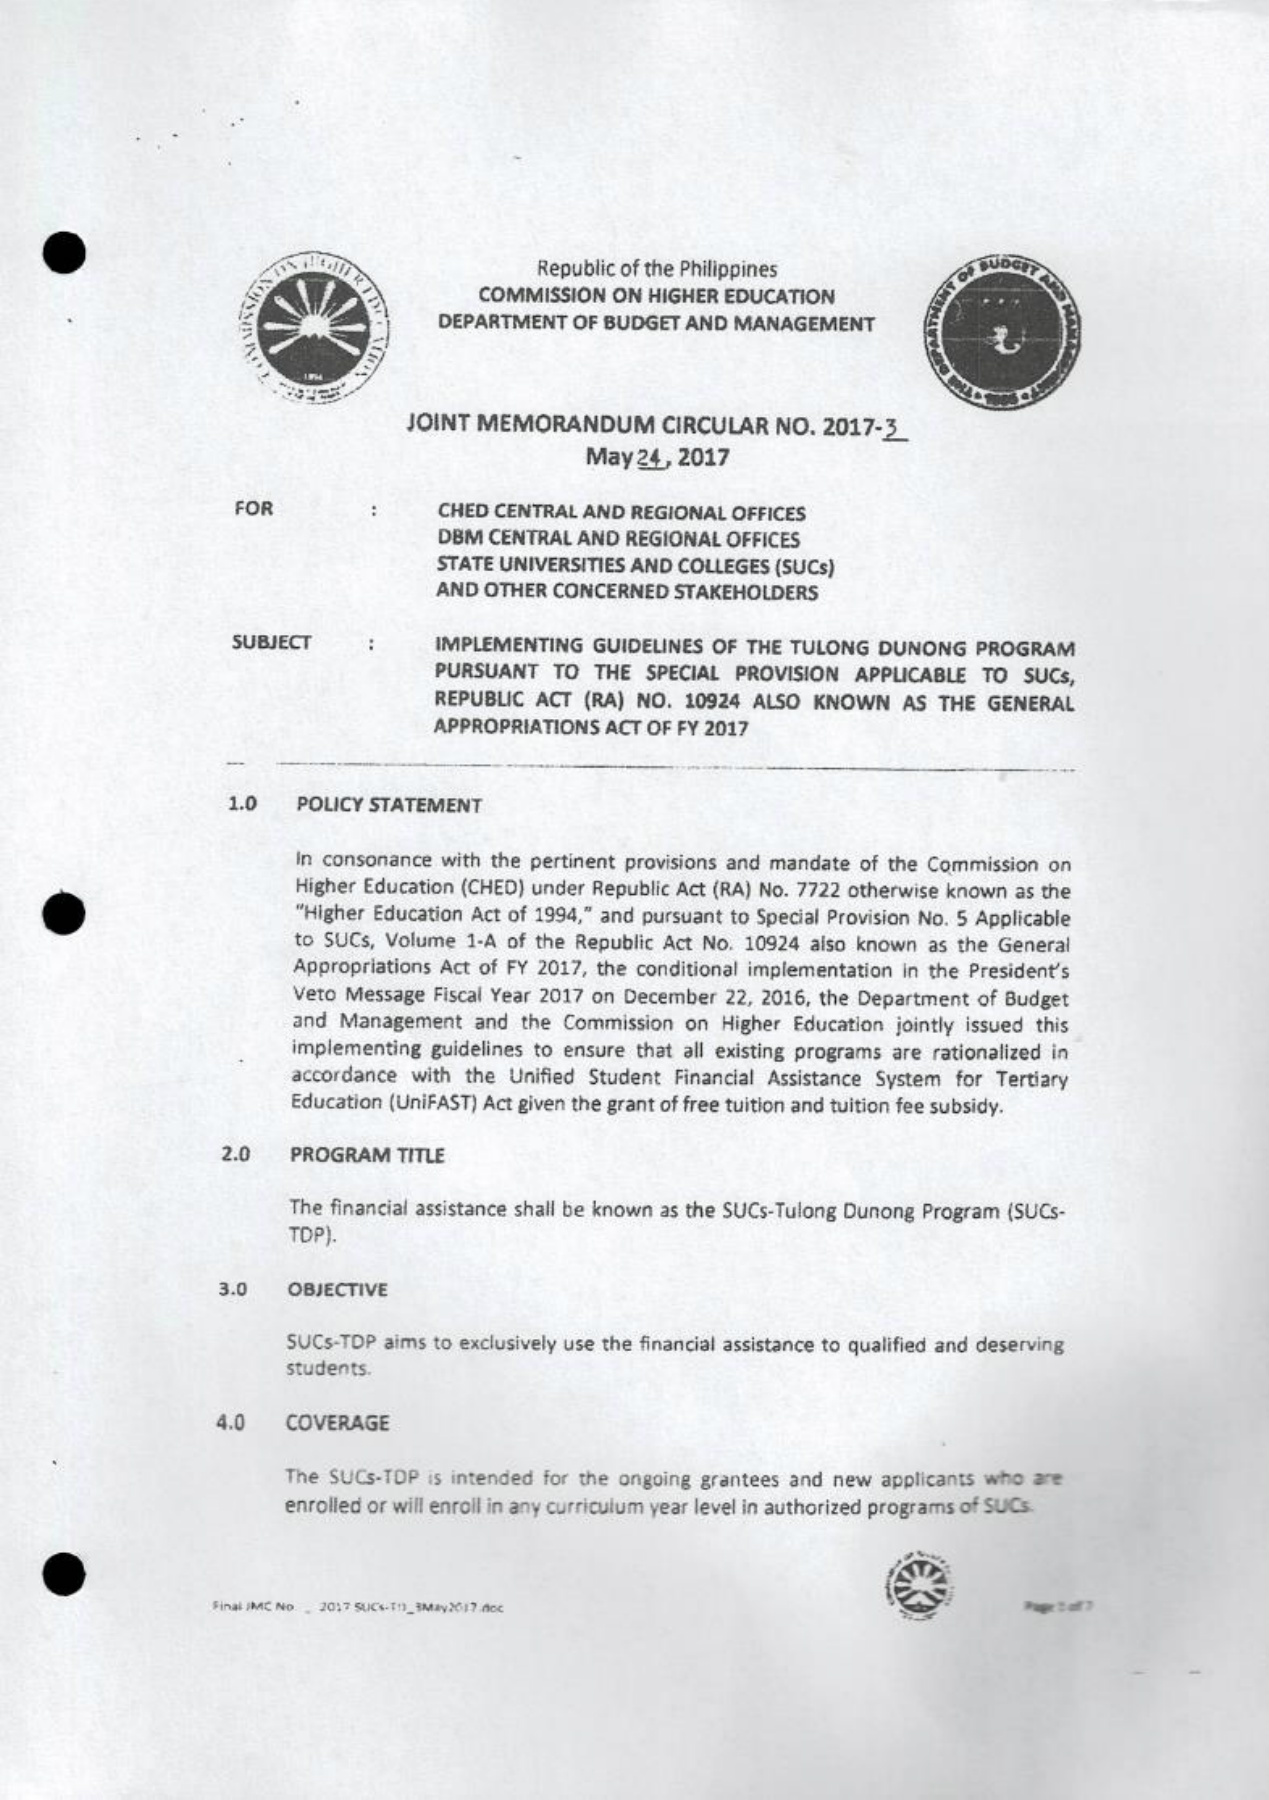 Republic of the Philippines
COMMISSION ON HIGHER EDUCATION
DEPARTMENT OF BUDGET AND MANAGEMENT
COMMISSION ON HIGHER EDUCATION
1994
THE DEPARTMENT OF BUDGET AND MANAGEMENT
JOINT MEMORANDUM CIRCULAR NO. 2017-3
May 24, 2017
FOR : CHED CENTRAL AND REGIONAL OFFICES
DBM CENTRAL AND REGIONAL OFFICES
STATE UNIVERSITIES AND COLLEGES (SUCs)
AND OTHER CONCERNED STAKEHOLDERS
SUBJECT : IMPLEMENTING GUIDELINES OF THE TULONG DUNONG PROGRAM
PURSUANT TO THE SPECIAL PROVISION APPLICABLE TO SUCs,
REPUBLIC ACT (RA) NO. 10924 ALSO KNOWN AS THE GENERAL
APPROPRIATIONS ACT OF FY 2017
1.0 POLICY STATEMENT
In consonance with the pertinent provisions and mandate of the Commission on
Higher Education (CHED) under Republic Act (RA) No. 7722 otherwise known as the
"Higher Education Act of 1994," and pursuant to Special Provision No. 5 Applicable
to SUCs, Volume 1-A of the Republic Act No. 10924 also known as the General
Appropriations Act of FY 2017, the conditional implementation in the President's
Veto Message Fiscal Year 2017 on December 22, 2016, the Department of Budget
and Management and the Commission on Higher Education jointly issued this
implementing guidelines to ensure that all existing programs are rationalized in
accordance with the Unified Student Financial Assistance System for Tertiary
Education (UniFAST) Act given the grant of free tuition and tuition fee subsidy.
2.0 PROGRAM TITLE
The financial assistance shall be known as the SUCs-Tulong Dunong Program (SUCs-
TDP).
3.0 OBJECTIVE
SUCs-TDP aims to exclusively use the financial assistance to qualified and deserving
students.
4.0 COVERAGE
The SUCs-TDP is intended for the ongoing grantees and new applicants who are
enrolled or will enroll in any curriculum year level in authorized programs of SUCs.
Final JMC No _ 2017 SUCs-TD_3May2017.doc
Page 1 of 7